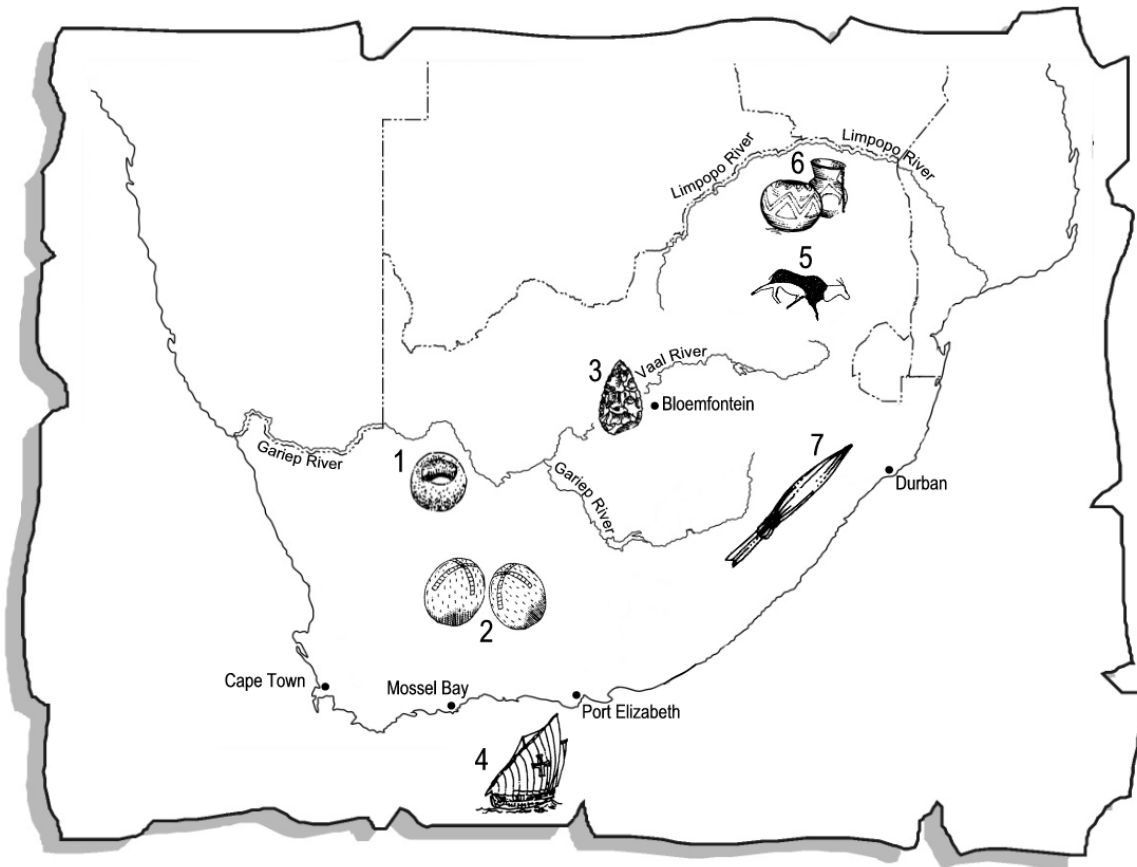 Limpopo River
Limpopo River
6
5
3
Vaal River
Bloemfontein
Gariep River
1
Gariep River
7
Durban
2
Cape Town
Mossel Bay
Port Elizabeth
4